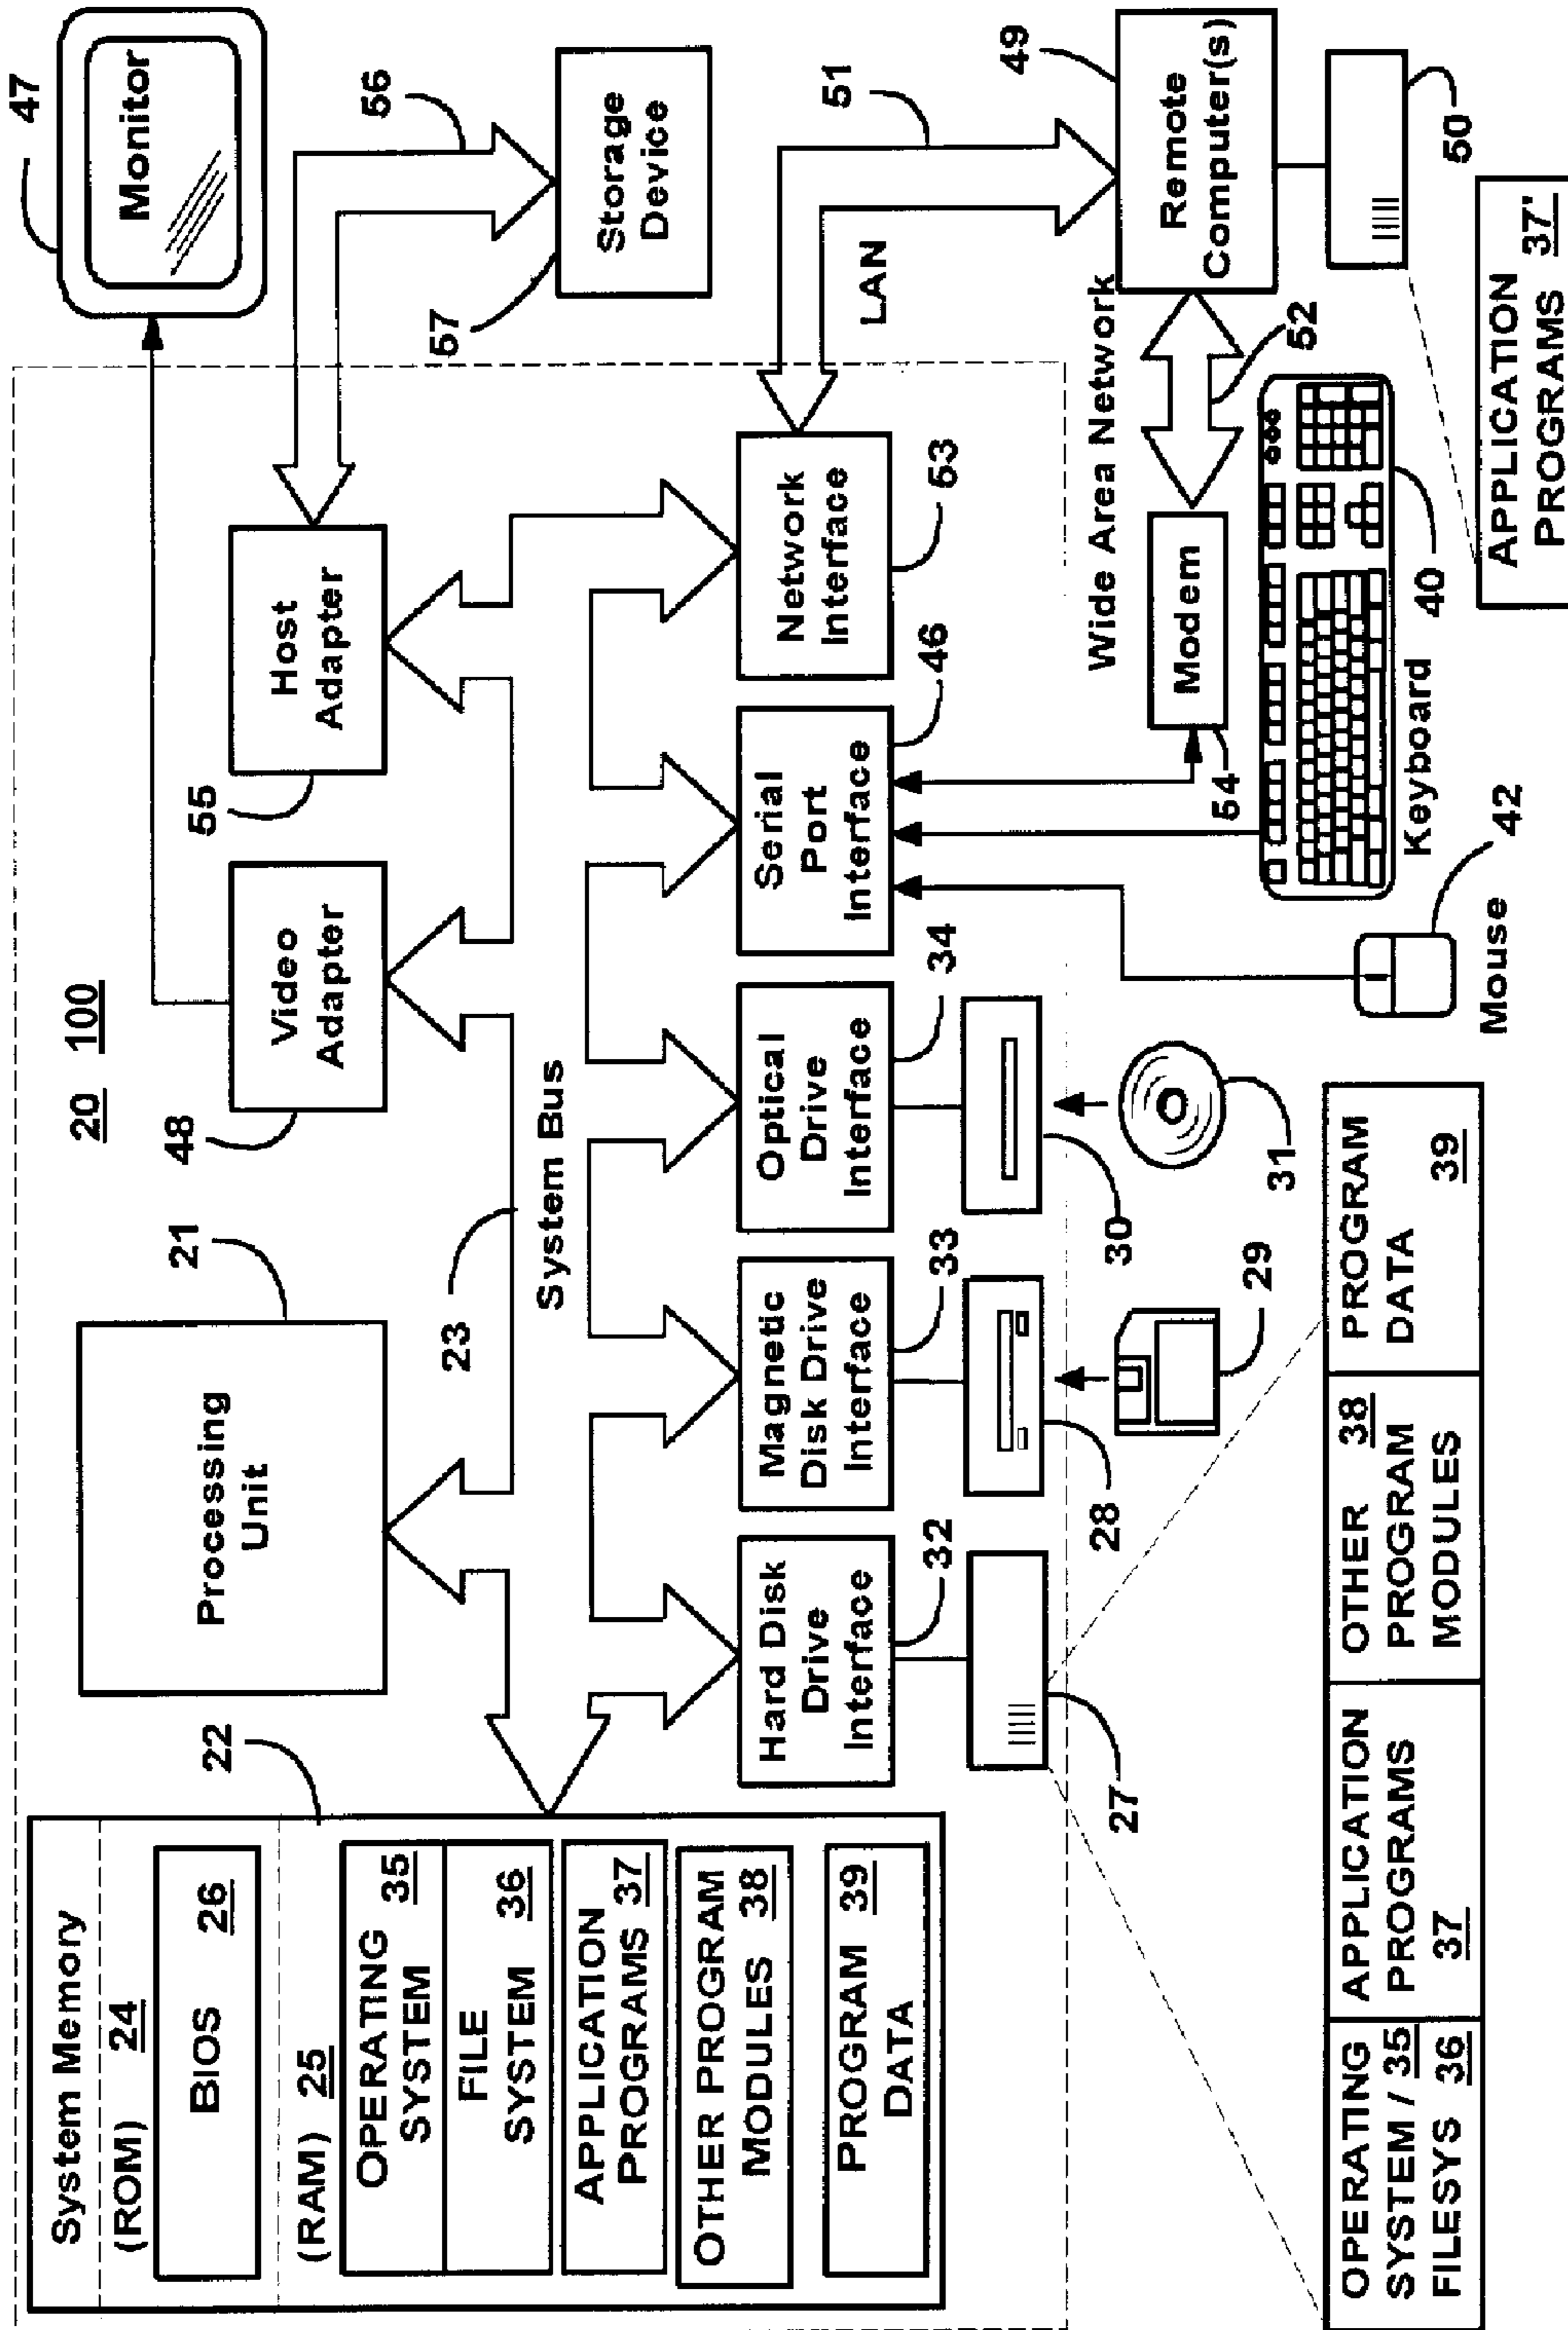 System Memory
(ROM) 24
BIOS 26
(RAM) 25
OPERATING
SYSTEM 35
FILE
SYSTEM 36
APPLICATION
PROGRAMS 37
OTHER PROGRAM
MODULES 38
PROGRAM 39
DATA
22
Processing
Unit
21
20 100
Video
Adapter
48
Host
Adapter
55
47
Monitor
23
System Bus
56
57
Storage
Device
Hard Disk
Drive
Interface
32
Magnetic
Disk Drive
Interface
33
Optical
Drive
Interface
34
Serial
Port
Interface
46
Network
Interface
53
LAN
51
Wide Area Network
49
Remote
Computer(s)
27
28
29
30
31
Modem
54
52
50
Keyboard
40
Mouse
42
OPERATING
SYSTEM / 35
FILESYS 36
APPLICATION
PROGRAMS
37
OTHER 38
PROGRAM
MODULES
PROGRAM
DATA
39
APPLICATION
PROGRAMS 37'